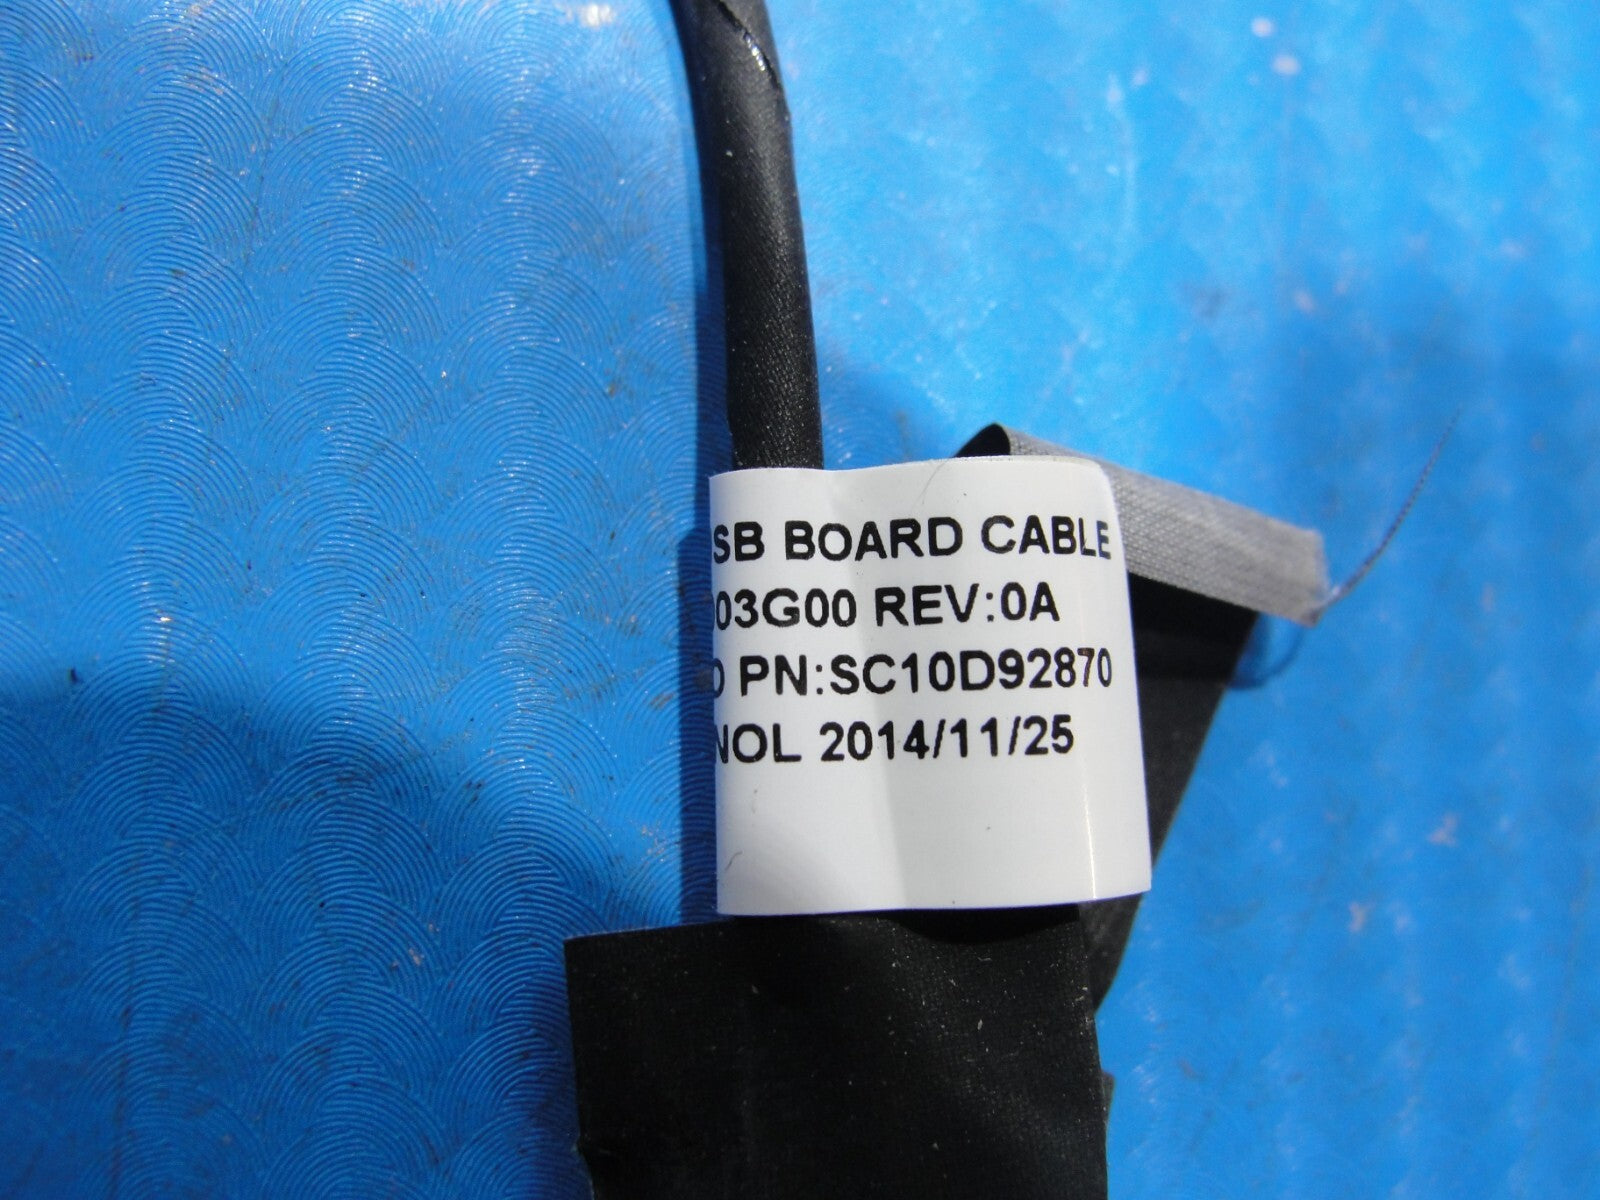 SB BOARD CABLE
03G00 REV:0A
PN:SC10D92870
NOL 2014/11/25